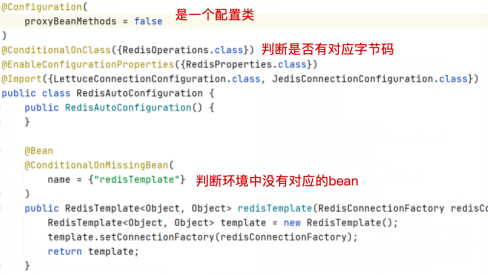 @Configuration(
proxyBeanMethods = false 是一个配置类
)
@ConditionalOnClass({RedisOperations.class}) 判断是否有对应字节码
@EnableConfigurationProperties({RedisProperties.class})
@Import({LettuceConnectionConfiguration.class, JedisConnectionConfiguration.class})
public class RedisAutoConfiguration {
public RedisAutoConfiguration() {
}
@Bean
@ConditionalOnMissingBean(
name = {"redisTemplate"} 判断环境中没有对应的bean
)
public RedisTemplate<Object, Object> redisTemplate(RedisConnectionFactory redisCo
RedisTemplate<Object, Object> template = new RedisTemplate();
template.setConnectionFactory(redisConnectionFactory);
return template;
}